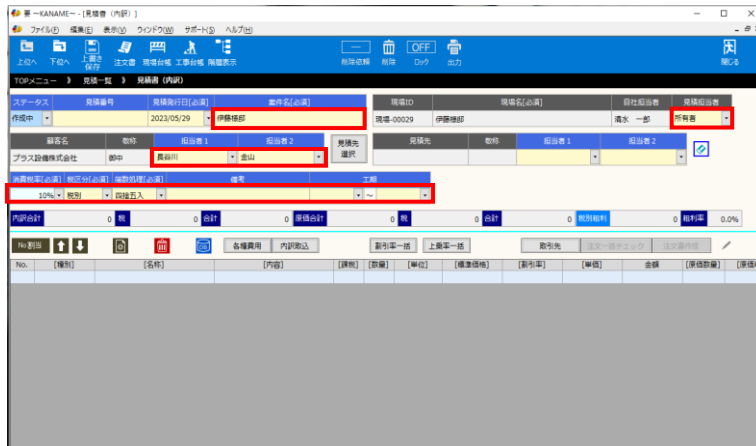 要 ～KANAME～ - [見積書（内訳）]
ファイル(F) 編集(E) 表示(V) ウィンドウ(W) サポート(S) ヘルプ(H)
上位へ 下位へ 上書き保存 注文書 現場台帳 工事台帳 階層表示 削除依頼 削除 OFF ロック 出力 閉じる
TOPメニュー 》 見積一覧 》 見積書（内訳）
ステータス 見積番号 見積発行日[必須] 案件名[必須] 現場ID 現場名[必須] 自社担当者 見積担当者
作成中 2023/05/29 伊藤様邸 現場-00029 伊藤様邸 清水 一郎 所有者
顧客名 敬称 担当者1 担当者2 見積先選択 見積先 敬称 担当者1 担当者2
プラス設備株式会社 御中 長谷川 金山
消費税率[必須] 税区分[必須] 端数処理[必須] 備考 工期
10% 税別 四捨五入 ～
内訳合計 0 税 0 合計 0 原価合計 0 税 0 合計 0 税別粗利 0 粗利率 0.0%
No.割当 各種費用 内訳取込 割引率一括 上乗率一括 取引先 注文一括チェック 注文書作成
No. [種別] [名称] [内容] [課税] [数量] [単位] [標準価格] [割引率] [単価] 金額 [原価数量] [原価